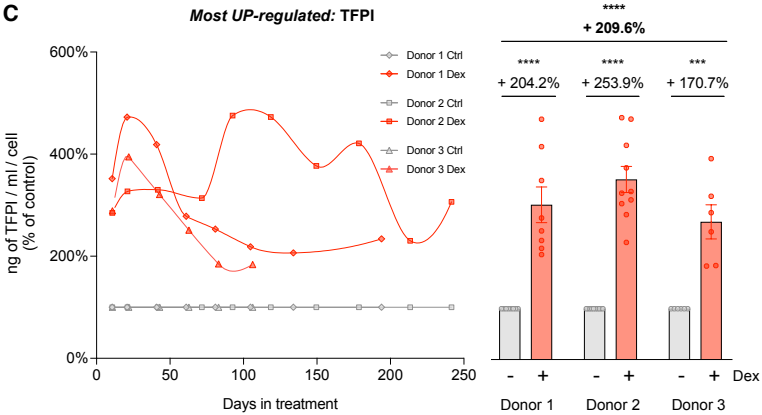 C
Most UP-regulated: TFPI
ng of TFPI / ml / cell
(% of control)
600%
400%
200%
0%
0
50
100
150
200
250
Days in treatment
Donor 1 Ctrl
Donor 1 Dex
Donor 2 Ctrl
Donor 2 Dex
Donor 3 Ctrl
Donor 3 Dex
****
+ 209.6%
**** **** ***
+ 204.2% + 253.9% + 170.7%
- + - + - + Dex
Donor 1 Donor 2 Donor 3